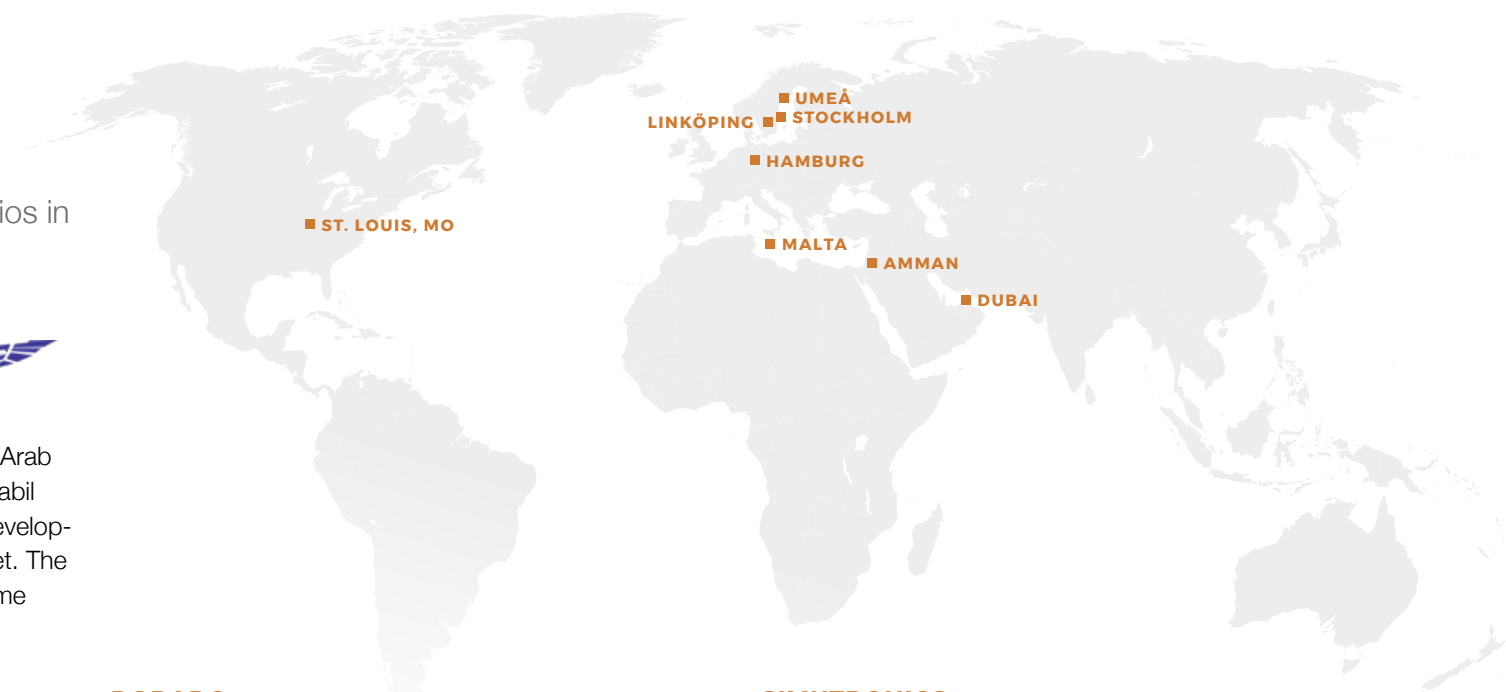 UMEÅ
STOCKHOLM
LINKÖPING
HAMBURG
ios in
ST. LOUIS, MO
MALTA
AMMAN
DUBAI
Arab
abil
evelop-
et. The
me